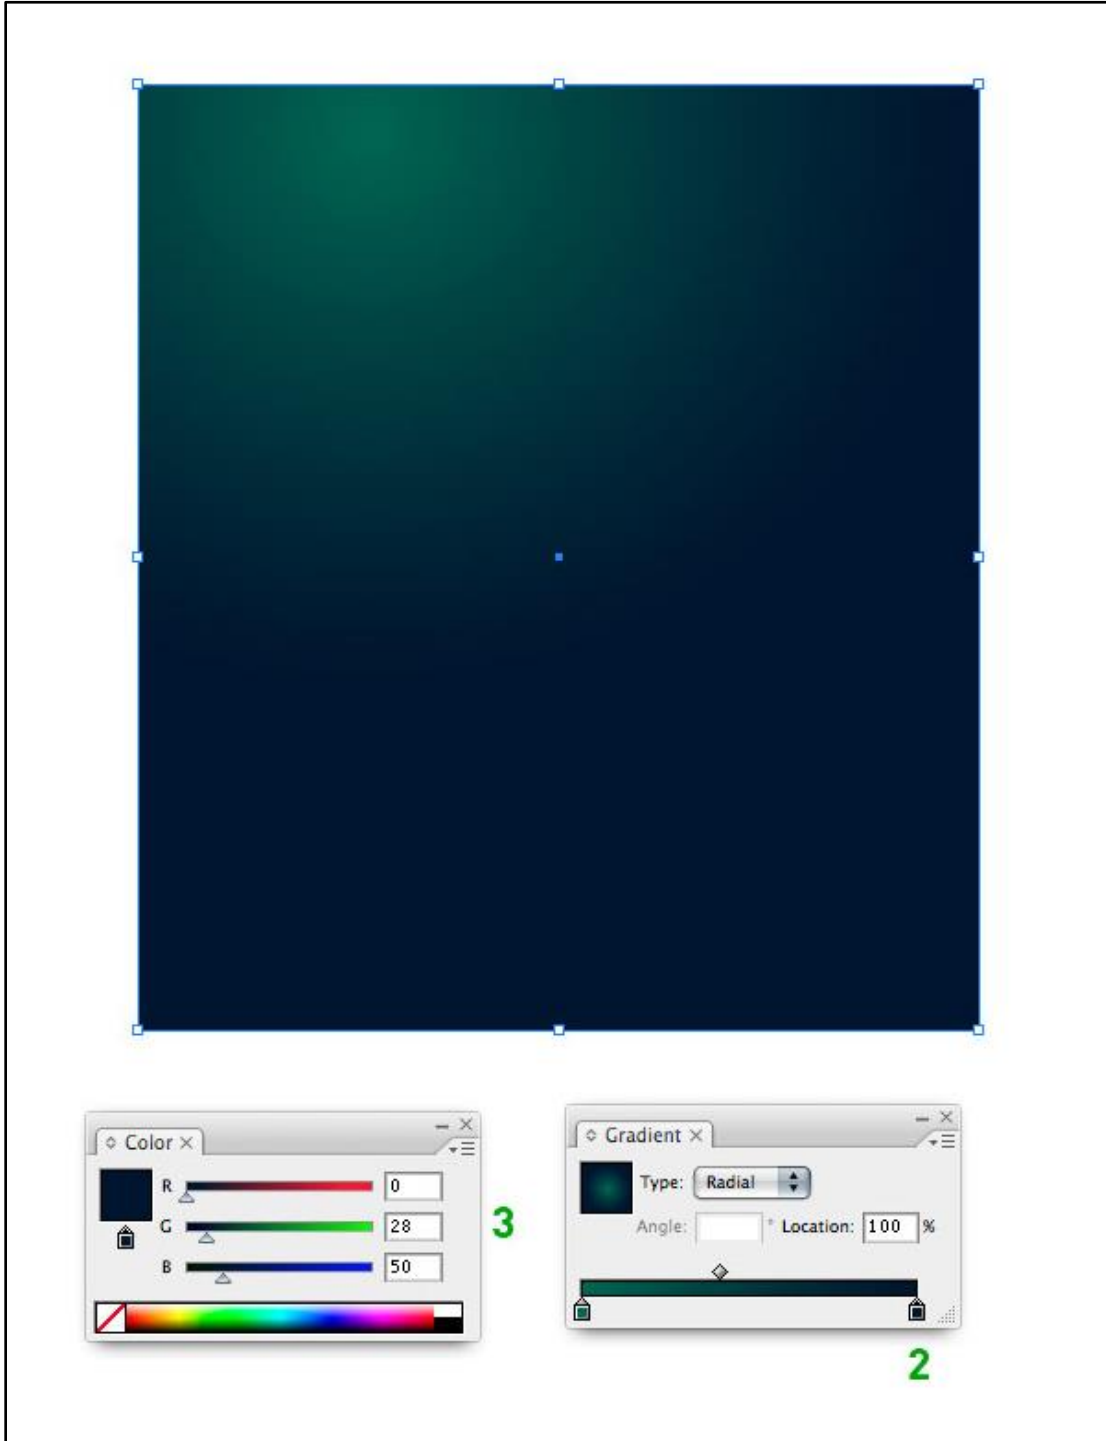 Color
R 0
G 28
B 50
3
Gradient
Type: Radial
Angle: ° Location: 100 %
2